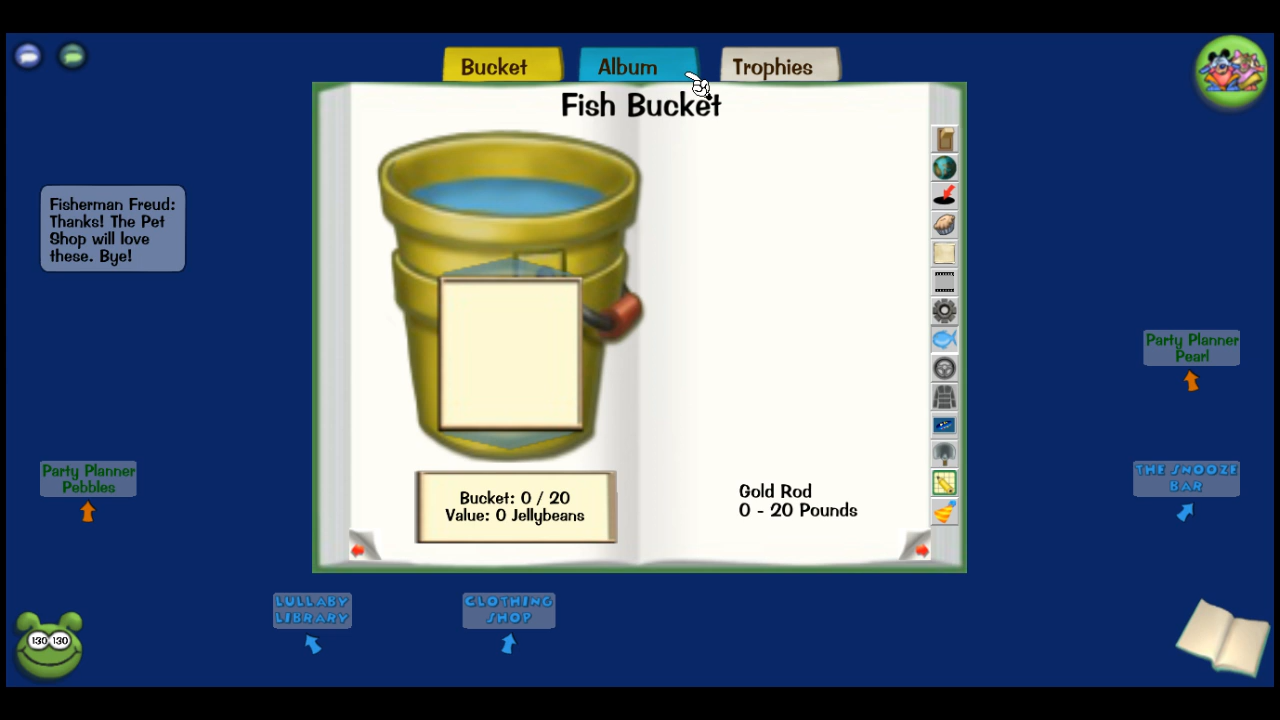 Bucket
Album
Trophies
Fish Bucket
Fisherman Freud:
Thanks! The Pet
Shop will love
these. Bye!
Party Planner
Pearl
Party Planner
Pebbles
THE SNOOZE
BAR
Bucket: 0 / 20
Value: 0 Jellybeans
Gold Rod
0 - 20 Pounds
LULLABY
LIBRARY
CLOTHING
SHOP
130 130